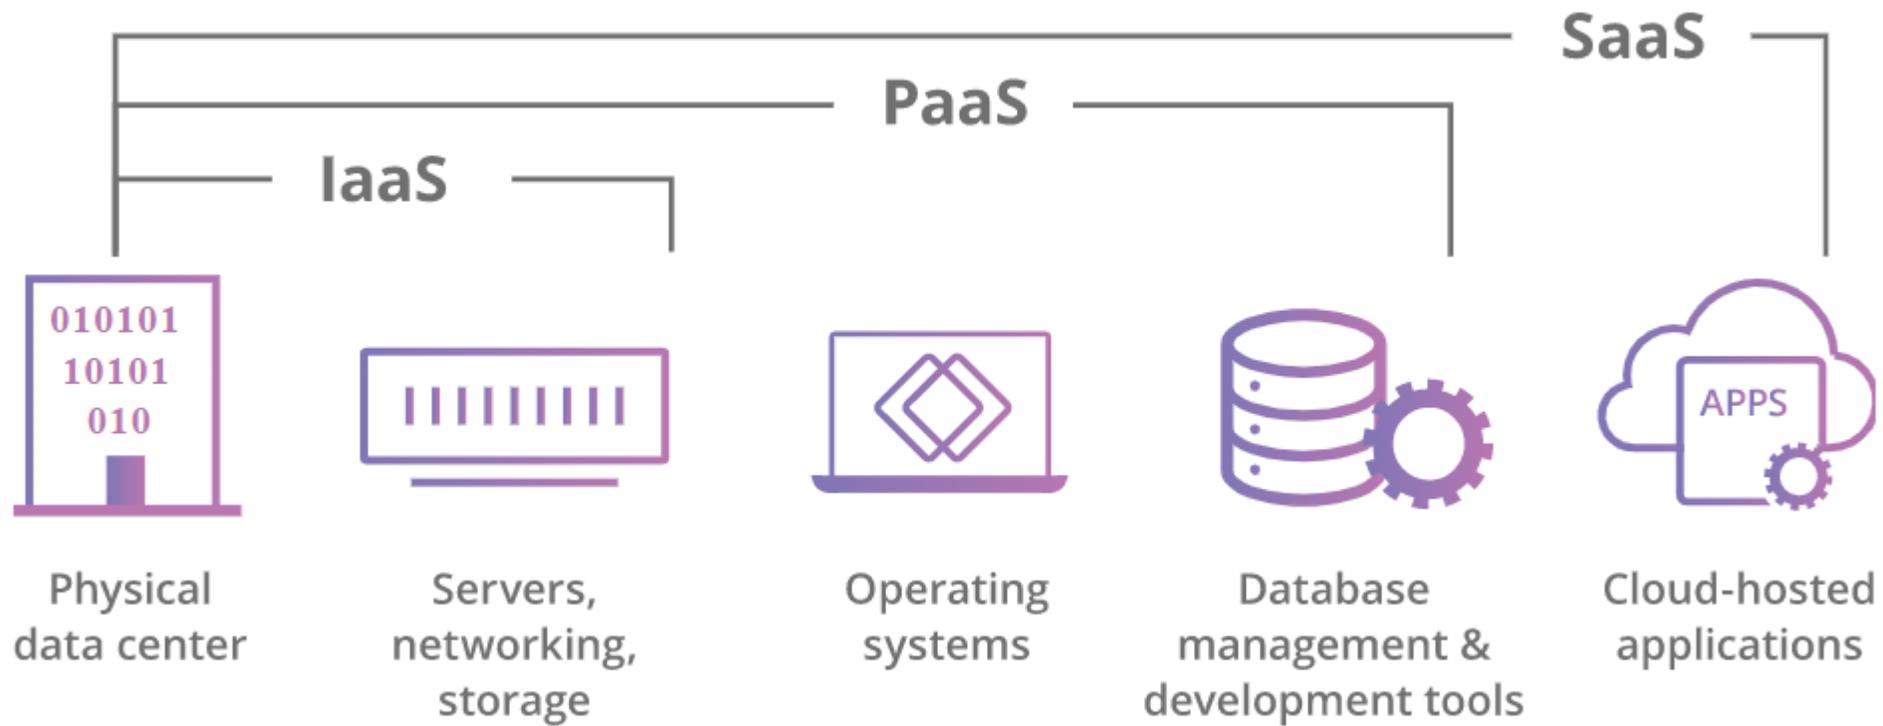 SaaS
PaaS
IaaS
010101
10101
010
APPS
Physical
data center
Servers,
networking,
storage
Operating
systems
Database
management &
development tools
Cloud-hosted
applications